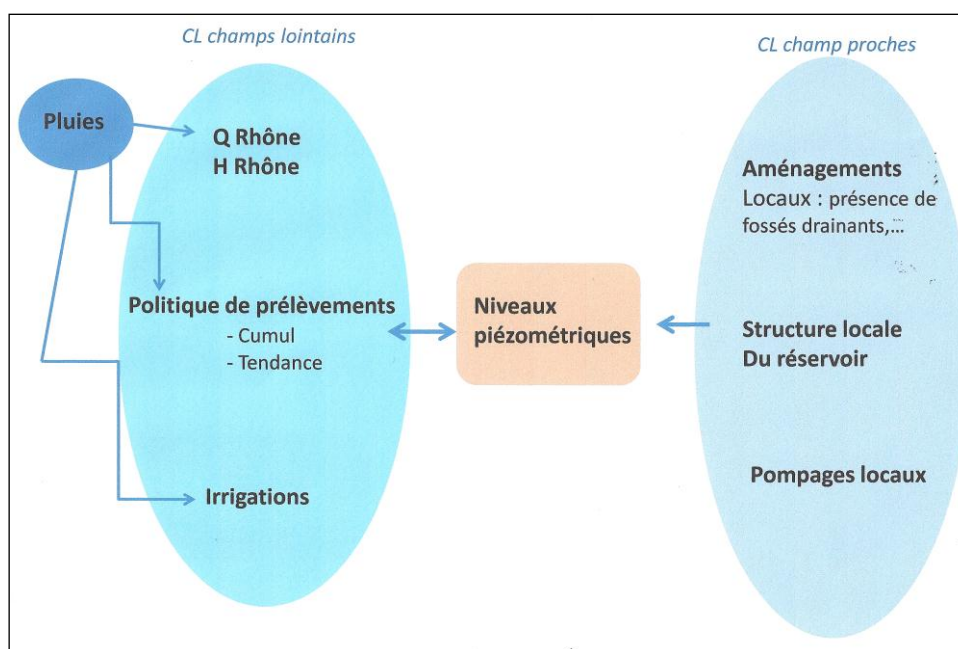 CL champs lointains
CL champ proches
Pluies
Q Rhône
H Rhône
Politique de prélèvements
- Cumul
- Tendance
Irrigations
Niveaux
piézométriques
Aménagements
Locaux : présence de
fossés drainants,...
Structure locale
Du réservoir
Pompages locaux